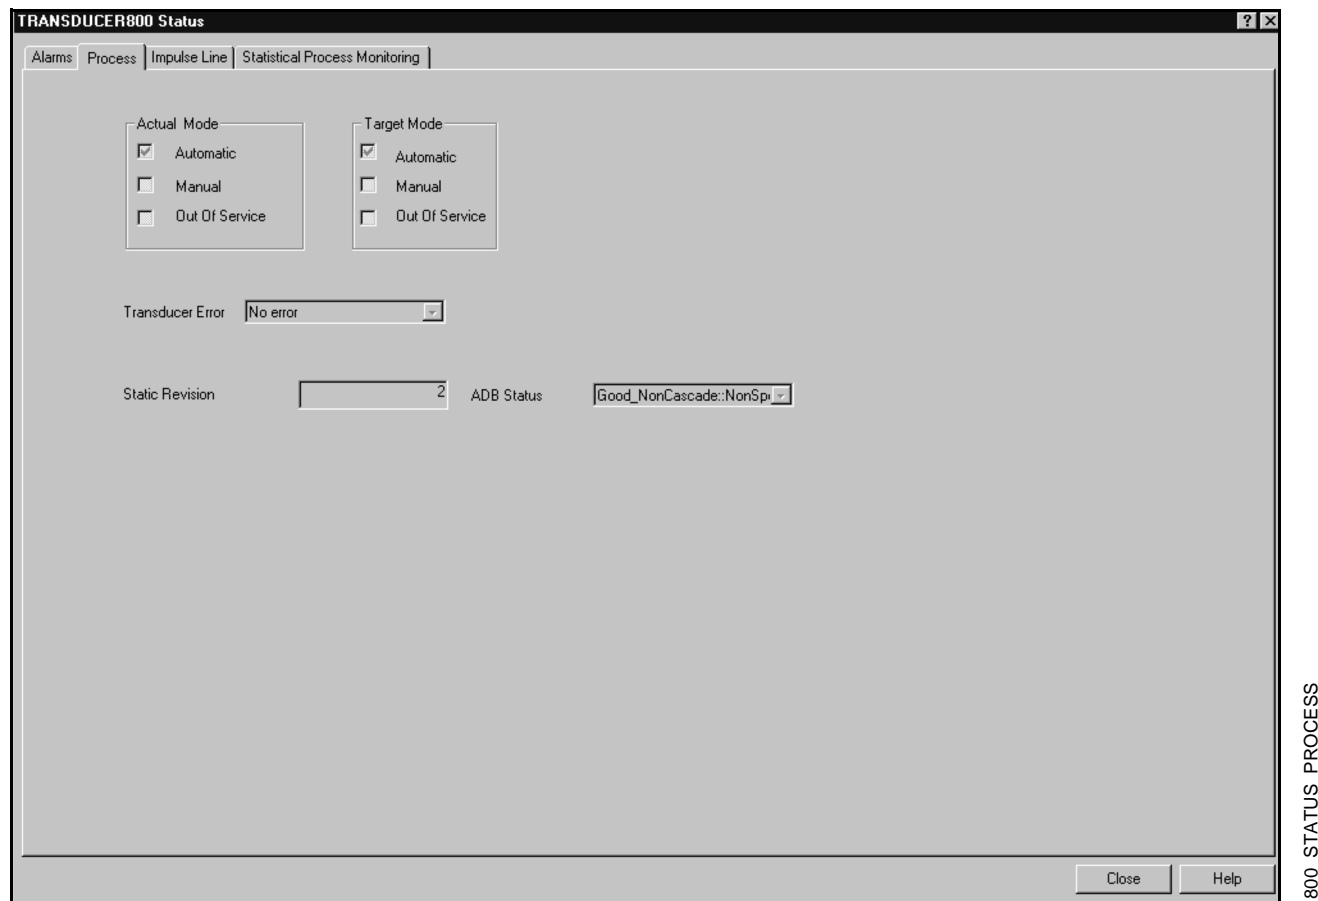 TRANSDUCER800 Status
Alarms Process Impulse Line Statistical Process Monitoring
Actual Mode
Automatic
Manual
Out Of Service
Target Mode
Automatic
Manual
Out Of Service
Transducer Error No error
Static Revision 2 ADB Status Good_NonCascade::NonSp
Close Help
800 STATUS PROCESS